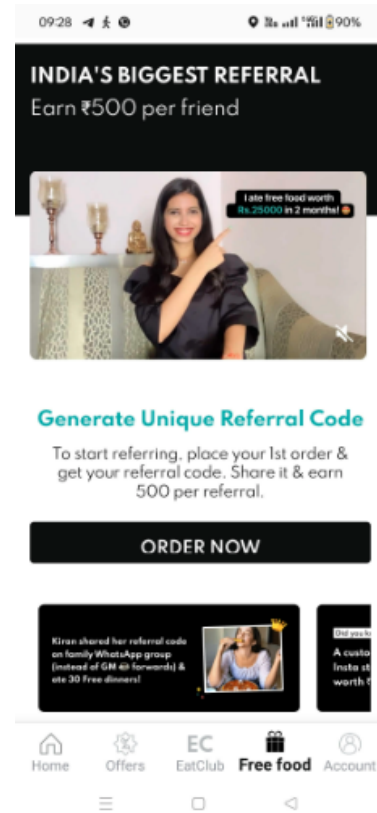 09:28
90%
INDIA'S BIGGEST REFERRAL
Earn ₹500 per friend
I ate free food worth
Rs.25000 in 2 months!
Generate Unique Referral Code
To start referring, place your 1st order &
get your referral code. Share it & earn
500 per referral.
ORDER NOW
Kiran shared her referral code
on family WhatsApp group
(instead of GM forwards) &
ate 30 Free dinners!
Did you
A custo
Insta st
worth
Home
Offers
EC
EatClub
Free food
Account